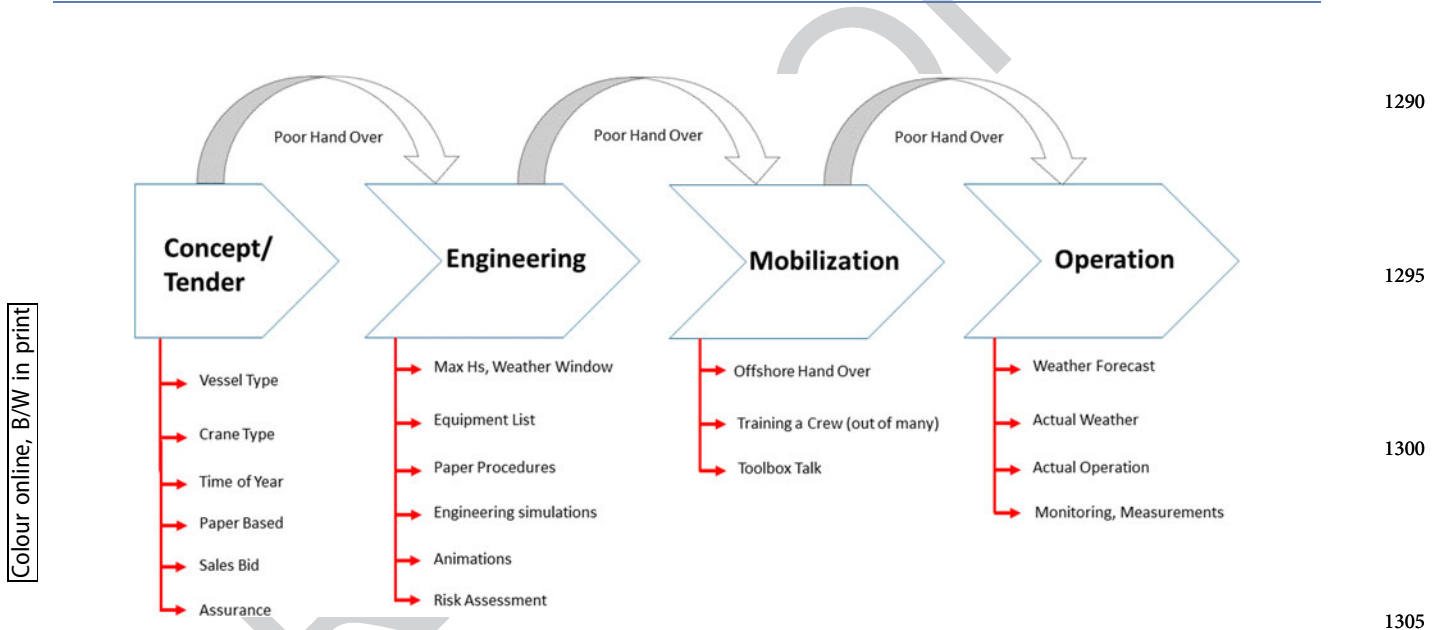 1290
Poor Hand Over
Poor Hand Over
Poor Hand Over
Concept/
Tender
Engineering
Mobilization
Operation
1295
Vessel Type
Crane Type
Time of Year
Paper Based
Sales Bid
Assurance
Max Hs, Weather Window
Equipment List
Paper Procedures
Engineering simulations
Animations
Risk Assessment
Offshore Hand Over
Training a Crew (out of many)
Toolbox Talk
Weather Forecast
Actual Weather
Actual Operation
Monitoring, Measurements
1300
1305
Colour online, B/W in print